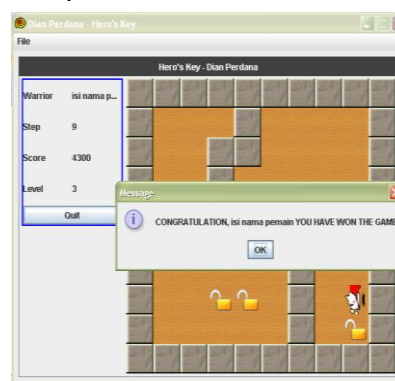 Dian Perdana - Hero's Key
File
Hero's Key - Dian Perdana
Warrior isi nama p...
Step 9
Score 4300
Level 3
Quit
Message
CONGRATULATION, isi nama pemain YOU HAVE WON THE GAME
OK